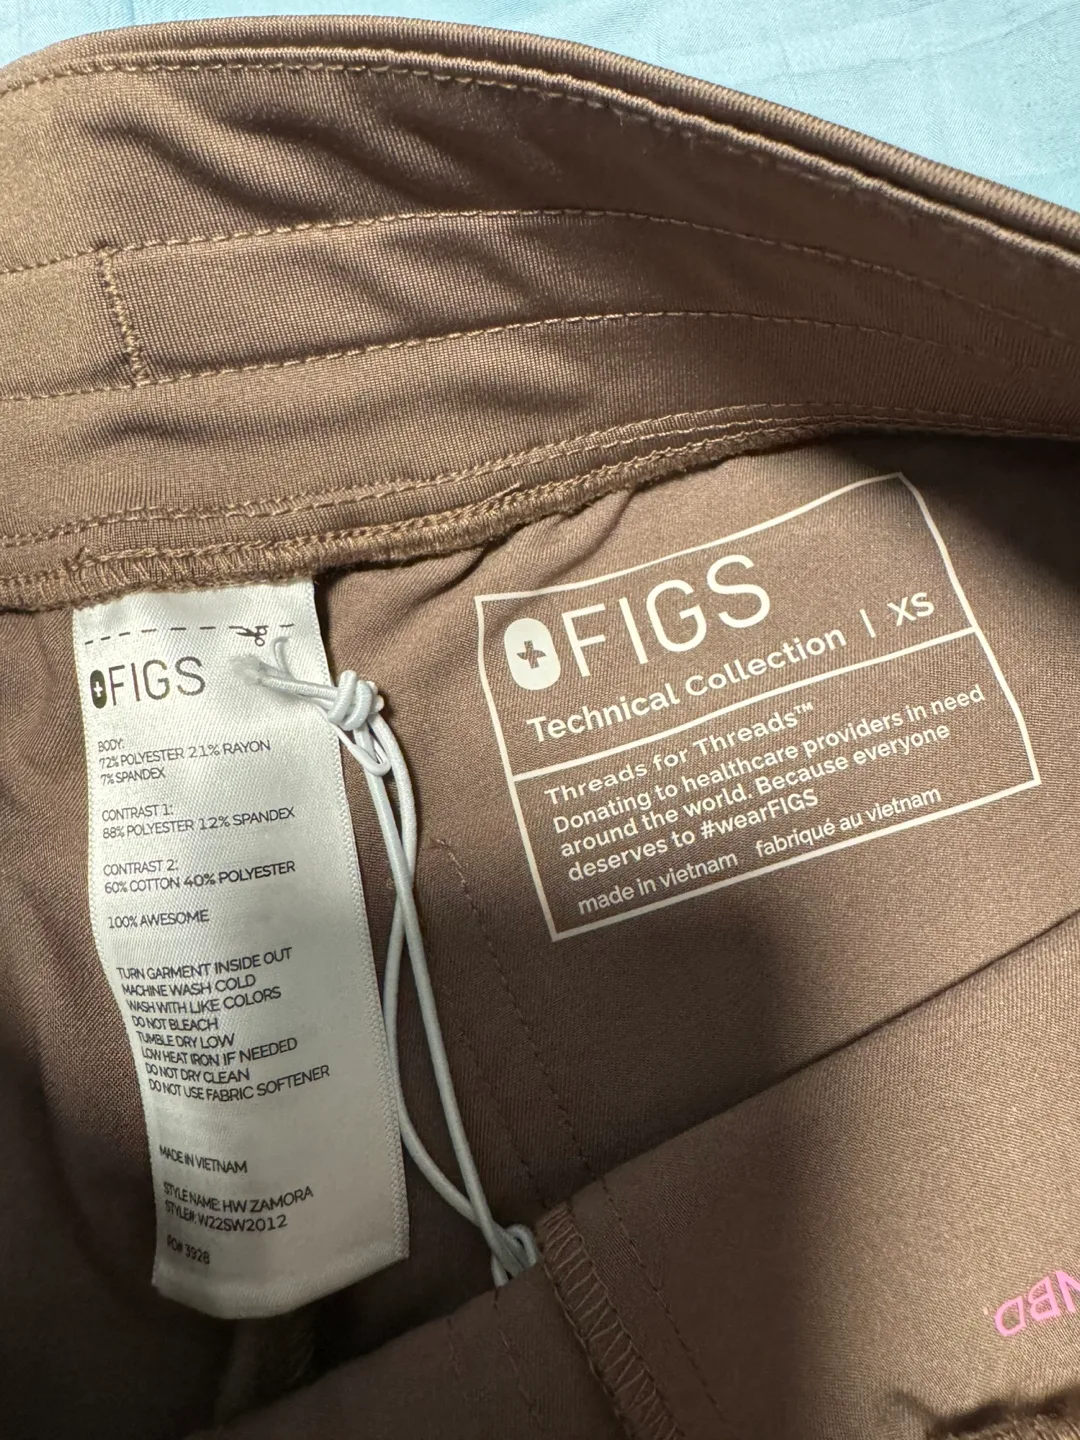 FIGS
BODY:
72% POLYESTER 21% RAYON
7% SPANDEX
CONTRAST 1:
88% POLYESTER 12% SPANDEX
CONTRAST 2:
60% COTTON 40% POLYESTER
100% AWESOME
TURN GARMENT INSIDE OUT
MACHINE WASH COLD
WASH WITH LIKE COLORS
DO NOT BLEACH
TUMBLE DRY LOW
LOW HEAT IRON IF NEEDED
DO NOT DRY CLEAN
DO NOT USE FABRIC SOFTENER
MADE IN VIETNAM
STYLE NAME: HW ZAMORA
STYLE#: W22SW2012
PO# 3928
FIGS
Technical Collection | XS
Threads for Threads™
Donating to healthcare providers in need
around the world. Because everyone
deserves to #wearFIGS
made in vietnam fabriqué au vietnam
NBD.